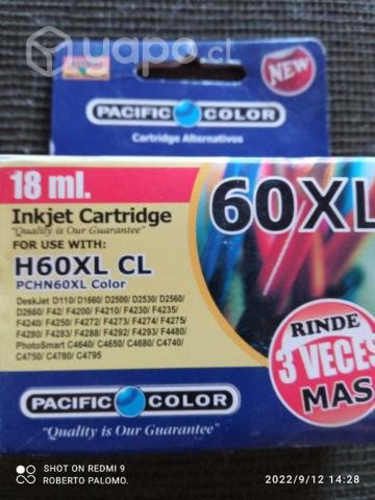 yapo.cl
NEW
PACIFIC COLOR
Cartridge Alternativos
18 ml.
Inkjet Cartridge
"Quality is Our Guarantee"
FOR USE WITH:
H60XL CL
PCHN60XL Color
DeskJet D110/ D1660/ D2500/ D2530/ D2560/
D2660/ F42/ F4200/ F4210/ F4230/ F4235/
F4240/ F4250/ F4272/ F4273/ F4274/ F4275/
F4280/ F4283/ F4288/ F4292/ F4293/ F4480/
PhotoSmart C4640/ C4650/ C4680/ C4740/
C4750/ C4780/ C4795
60XL
RINDE
3 VECES
MAS
PACIFIC COLOR
"Quality is Our Guarantee"
SHOT ON REDMI 9
ROBERTO PALOMO.
2022/9/12 14:28